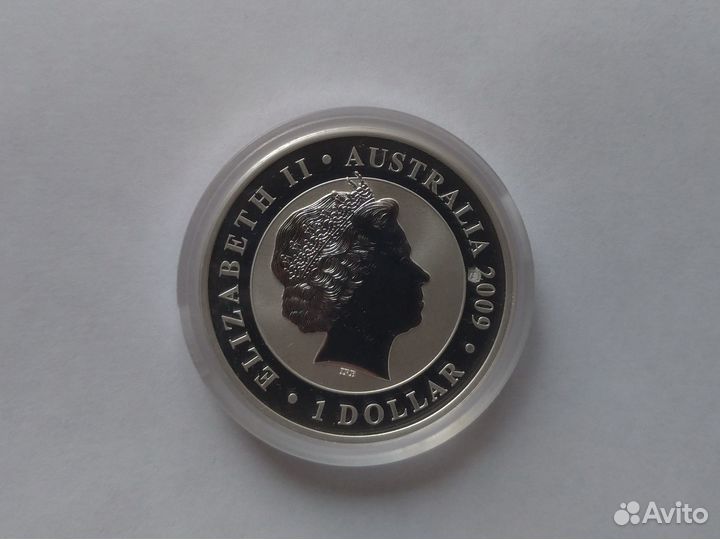 ELIZABETH II • AUSTRALIA 2009 •
1 DOLLAR •
IRB
Avito